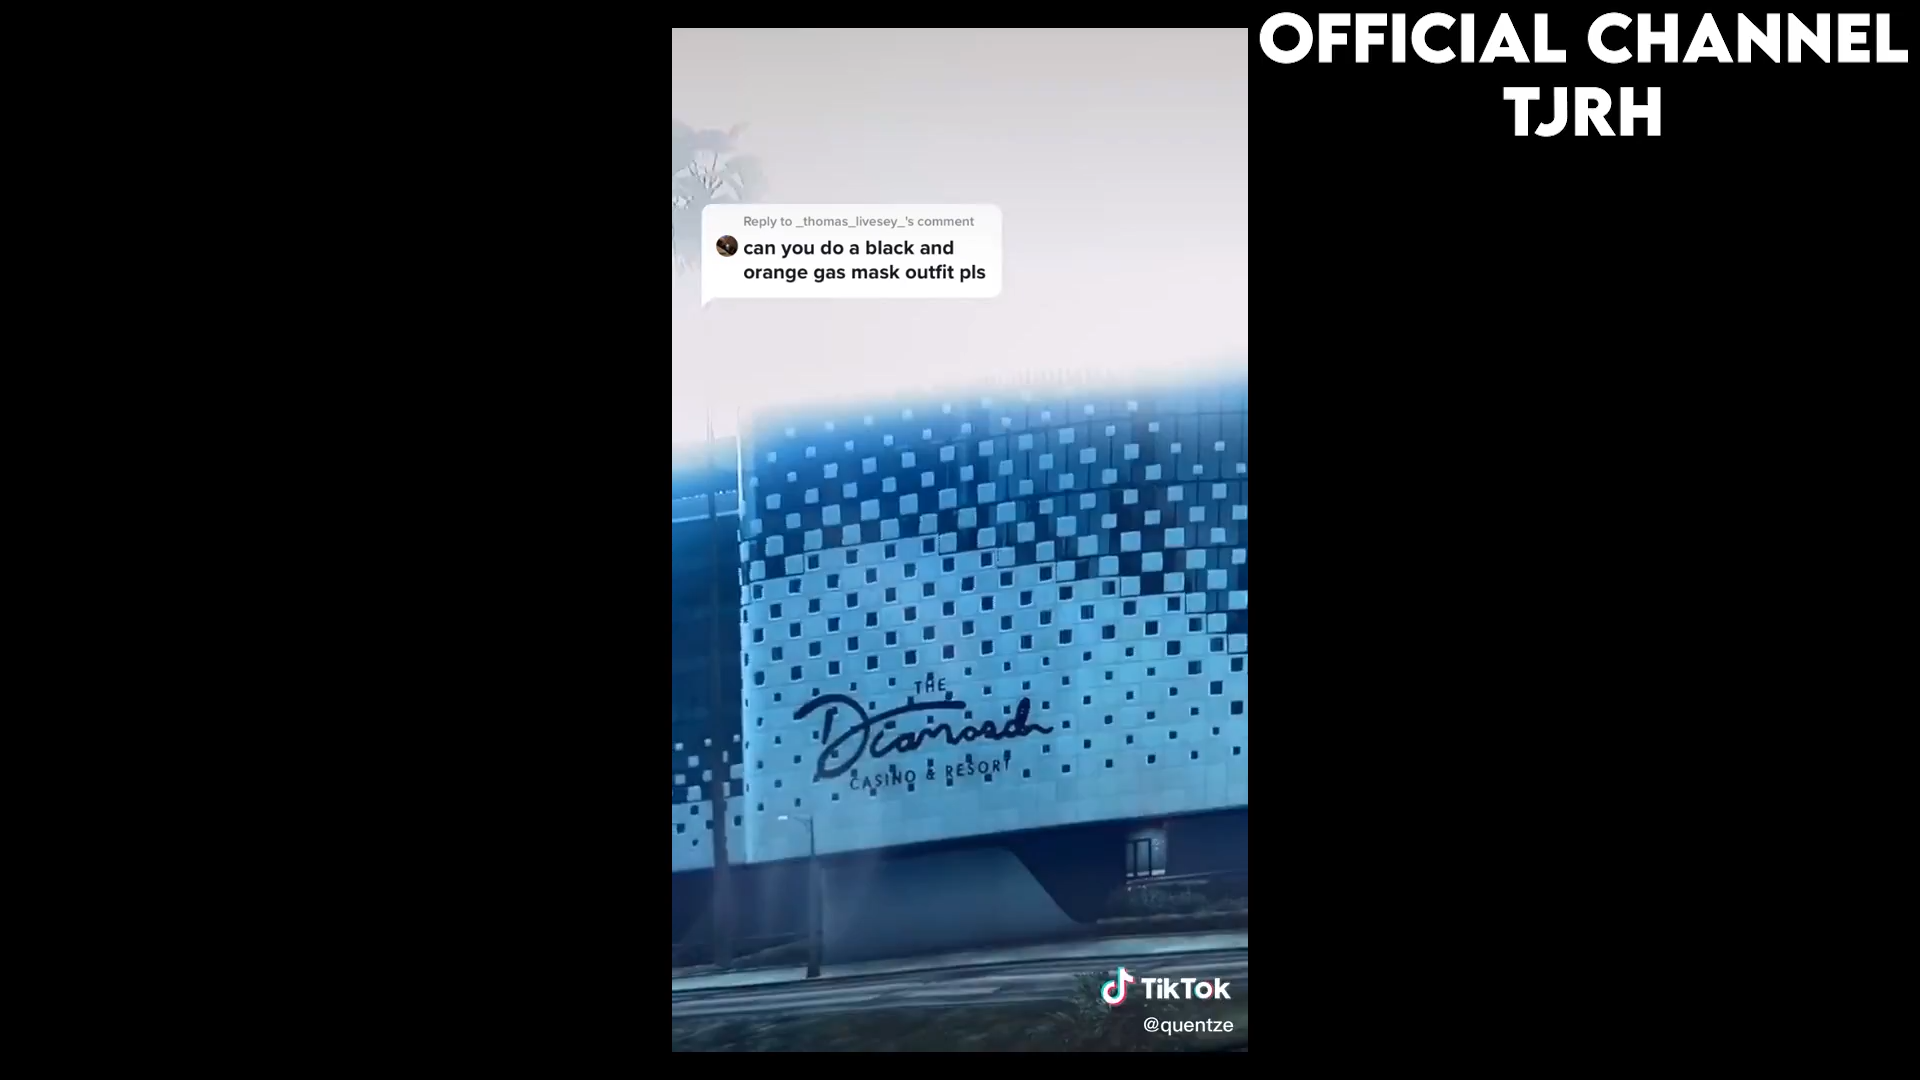 OFFICIAL CHANNEL
TJRH
Reply to _thomas_livesey_'s comment
can you do a black and
orange gas mask outfit pls
THE
Diamond
CASINO & RESORT
TikTok
@quentze